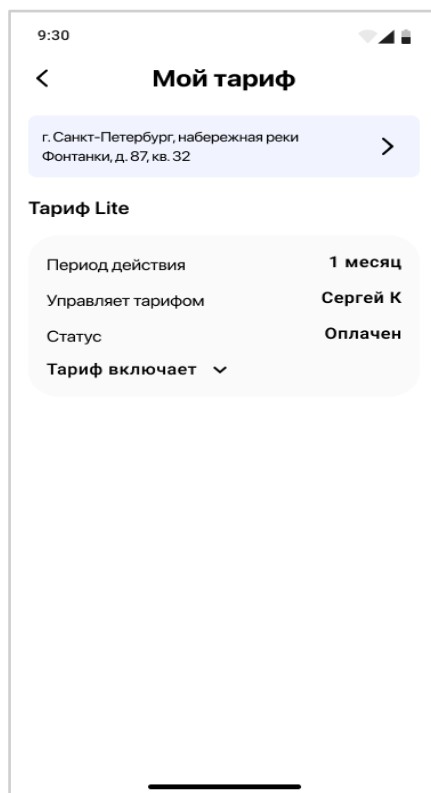 9:30
Мой тариф
г. Санкт-Петербург, набережная реки
Фонтанки, д. 87, кв. 32
Тариф Lite
Период действия 1 месяц
Управляет тарифом Сергей К
Статус Оплачен
Тариф включает